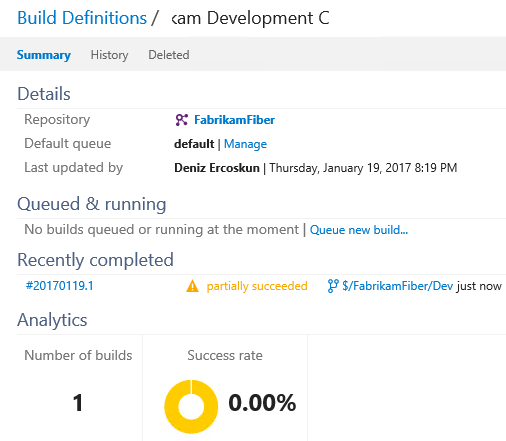 Build Definitions / kam Development C
Summary History Deleted
Details
Repository FabrikamFiber
Default queue default | Manage
Last updated by Deniz Ercoskun | Thursday, January 19, 2017 8:19 PM
Queued & running
No builds queued or running at the moment | Queue new build...
Recently completed
#20170119.1 partially succeeded $/FabrikamFiber/Dev just now
Analytics
Number of builds Success rate
1 0.00%